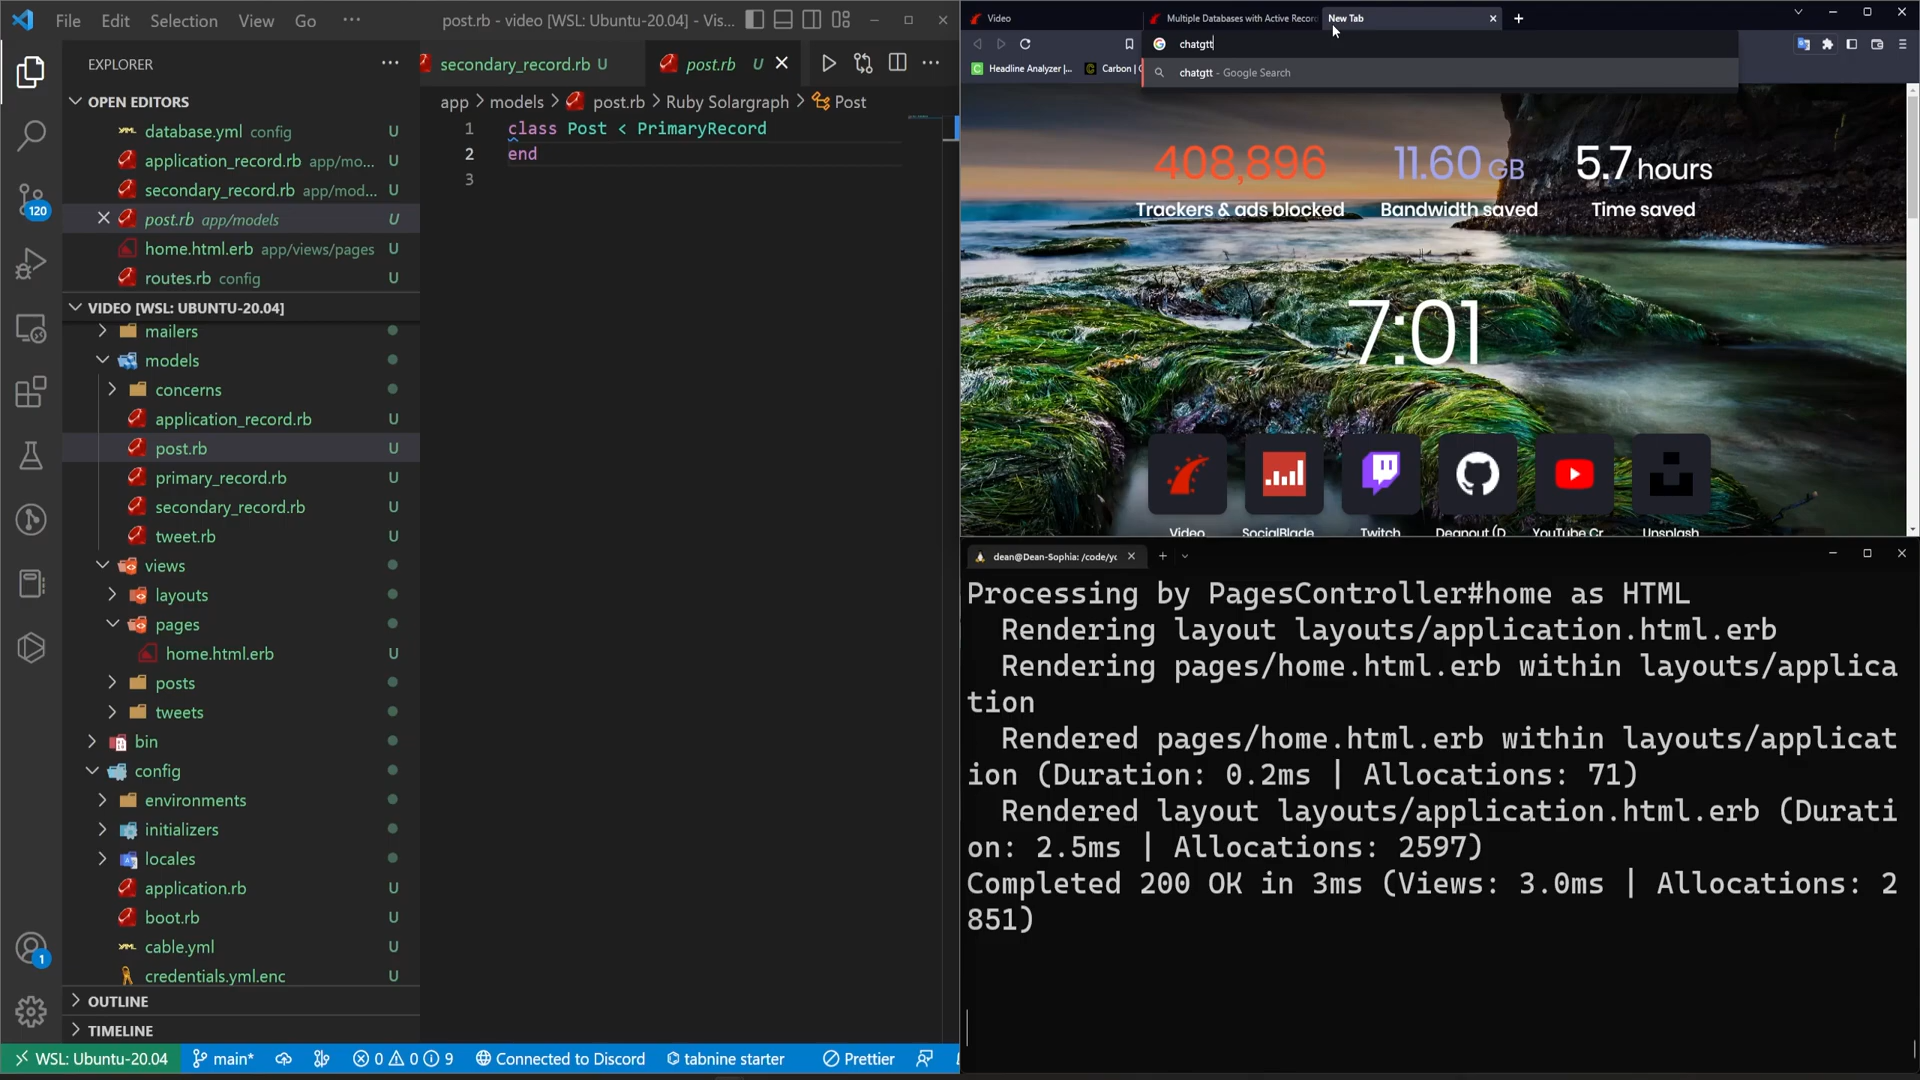 File Edit Selection View Go ··· post.rb - video [WSL: Ubuntu-20.04] - Vis...
EXPLORER ···
OPEN EDITORS
database.yml config U
application_record.rb app/mo... U
secondary_record.rb app/mod... U
post.rb app/models U
home.html.erb app/views/pages U
routes.rb config U
VIDEO [WSL: UBUNTU-20.04]
mailers
models
concerns
application_record.rb U
post.rb U
primary_record.rb U
secondary_record.rb U
tweet.rb U
views
layouts
pages
home.html.erb U
posts
tweets
bin
config
environments
initializers
locales
application.rb U
boot.rb U
cable.yml U
credentials.yml.enc U
OUTLINE
TIMELINE
120
1
secondary_record.rb U post.rb U
app > models > post.rb > Ruby Solargraph > Post
1 class Post < PrimaryRecord
2 end
3
WSL: Ubuntu-20.04 main* 0 0 9 Connected to Discord tabnine starter Prettier
Video Multiple Databases with Active Recor New Tab
chatgtt
chatgtt - Google Search
Headline Analyzer |... Carbon | (
408,896 11.60 GB 5.7 hours
Trackers & ads blocked Bandwidth saved Time saved
7:01
Video SocialBlade Twitch Deanout (D YouTube Cr Unsplash
dean@Dean-Sophia: /code/yo
Processing by PagesController#home as HTML
Rendering layout layouts/application.html.erb
Rendering pages/home.html.erb within layouts/applica
tion
Rendered pages/home.html.erb within layouts/applicat
ion (Duration: 0.2ms | Allocations: 71)
Rendered layout layouts/application.html.erb (Durati
on: 2.5ms | Allocations: 2597)
Completed 200 OK in 3ms (Views: 3.0ms | Allocations: 2
851)